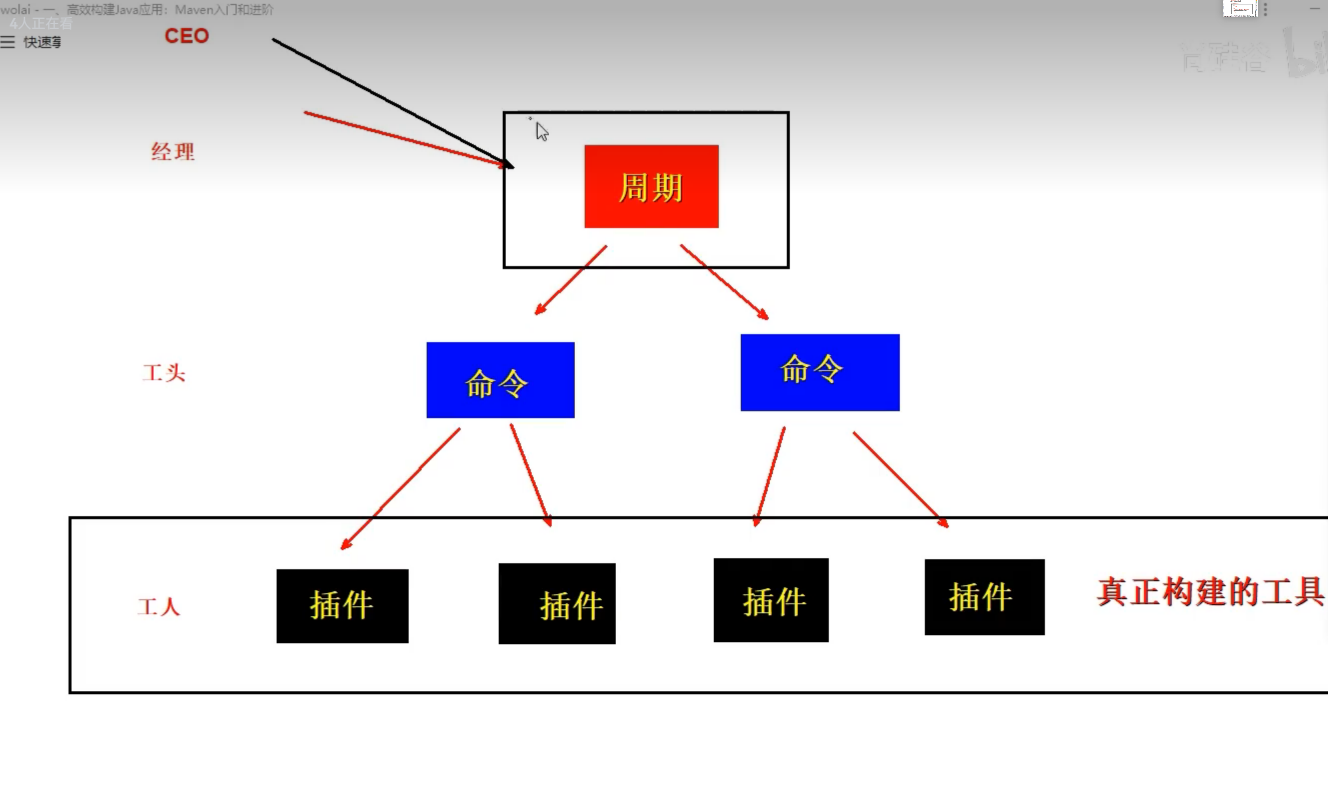 wolai - 一、高效构建Java应用：Maven入门和进阶
4人正在看
CEO
快速笔
经理
周期
工头
命令
命令
工人
插件
插件
插件
插件
真正构建的工具